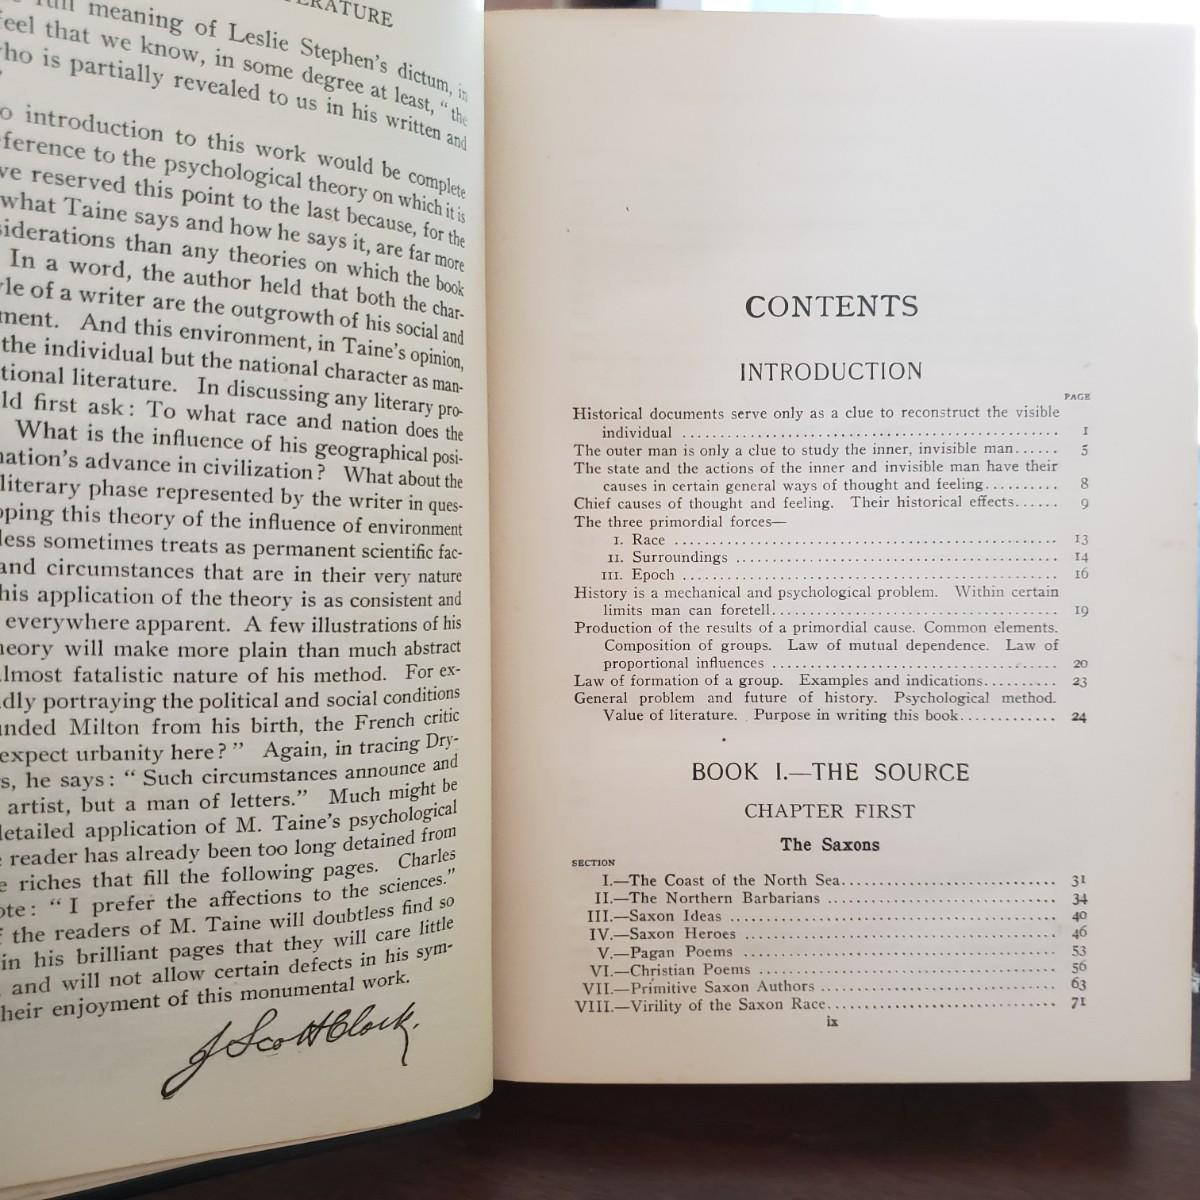 ERATURE
full meaning of Leslie Stephen's dictum, in
feel that we know, in some degree at least, "the
who is partially revealed to us in his written and
o introduction to this work would be complete
ference to the psychological theory on which it is
ve reserved this point to the last because, for the
what Taine says and how he says it, are far more
siderations than any theories on which the book
In a word, the author held that both the char-
yle of a writer are the outgrowth of his social and
ment. And this environment, in Taine's opinion,
the individual but the national character as man-
tional literature. In discussing any literary pro-
ld first ask: To what race and nation does the
What is the influence of his geographical posi-
nation's advance in civilization? What about the
literary phase represented by the writer in ques-
pping this theory of the influence of environment
less sometimes treats as permanent scientific fac-
and circumstances that are in their very nature
his application of the theory is as consistent and
everywhere apparent. A few illustrations of his
heory will make more plain than much abstract
almost fatalistic nature of his method. For ex-
dly portraying the political and social conditions
unded Milton from his birth, the French critic
expect urbanity here?" Again, in tracing Dry-
s, he says: "Such circumstances announce and
artist, but a man of letters." Much might be
detailed application of M. Taine's psychological
e reader has already been too long detained from
e riches that fill the following pages. Charles
ote: "I prefer the affections to the sciences."
f the readers of M. Taine will doubtless find so
in his brilliant pages that they will care little
and will not allow certain defects in his sym-
heir enjoyment of this monumental work.
J Scott Clark.
CONTENTS
INTRODUCTION
PAGE
Historical documents serve only as a clue to reconstruct the visible
individual ........ 1
The outer man is only a clue to study the inner, invisible man...... 5
The state and the actions of the inner and invisible man have their
causes in certain general ways of thought and feeling.......... 8
Chief causes of thought and feeling. Their historical effects...... 9
The three primordial forces—
I. Race ........ 13
II. Surroundings ........ 14
III. Epoch ........ 16
History is a mechanical and psychological problem. Within certain
limits man can foretell........ 19
Production of the results of a primordial cause. Common elements.
Composition of groups. Law of mutual dependence. Law of
proportional influences ........ 20
Law of formation of a group. Examples and indications.......... 23
General problem and future of history. Psychological method.
Value of literature. Purpose in writing this book............. 24
BOOK I.—THE SOURCE
CHAPTER FIRST
The Saxons
SECTION
I.—The Coast of the North Sea........ 31
II.—The Northern Barbarians ........ 34
III.—Saxon Ideas ........ 40
IV.—Saxon Heroes ........ 46
V.—Pagan Poems ........ 53
VI.—Christian Poems ........ 56
VII.—Primitive Saxon Authors ........ 63
VIII.—Virility of the Saxon Race........ 71
ix